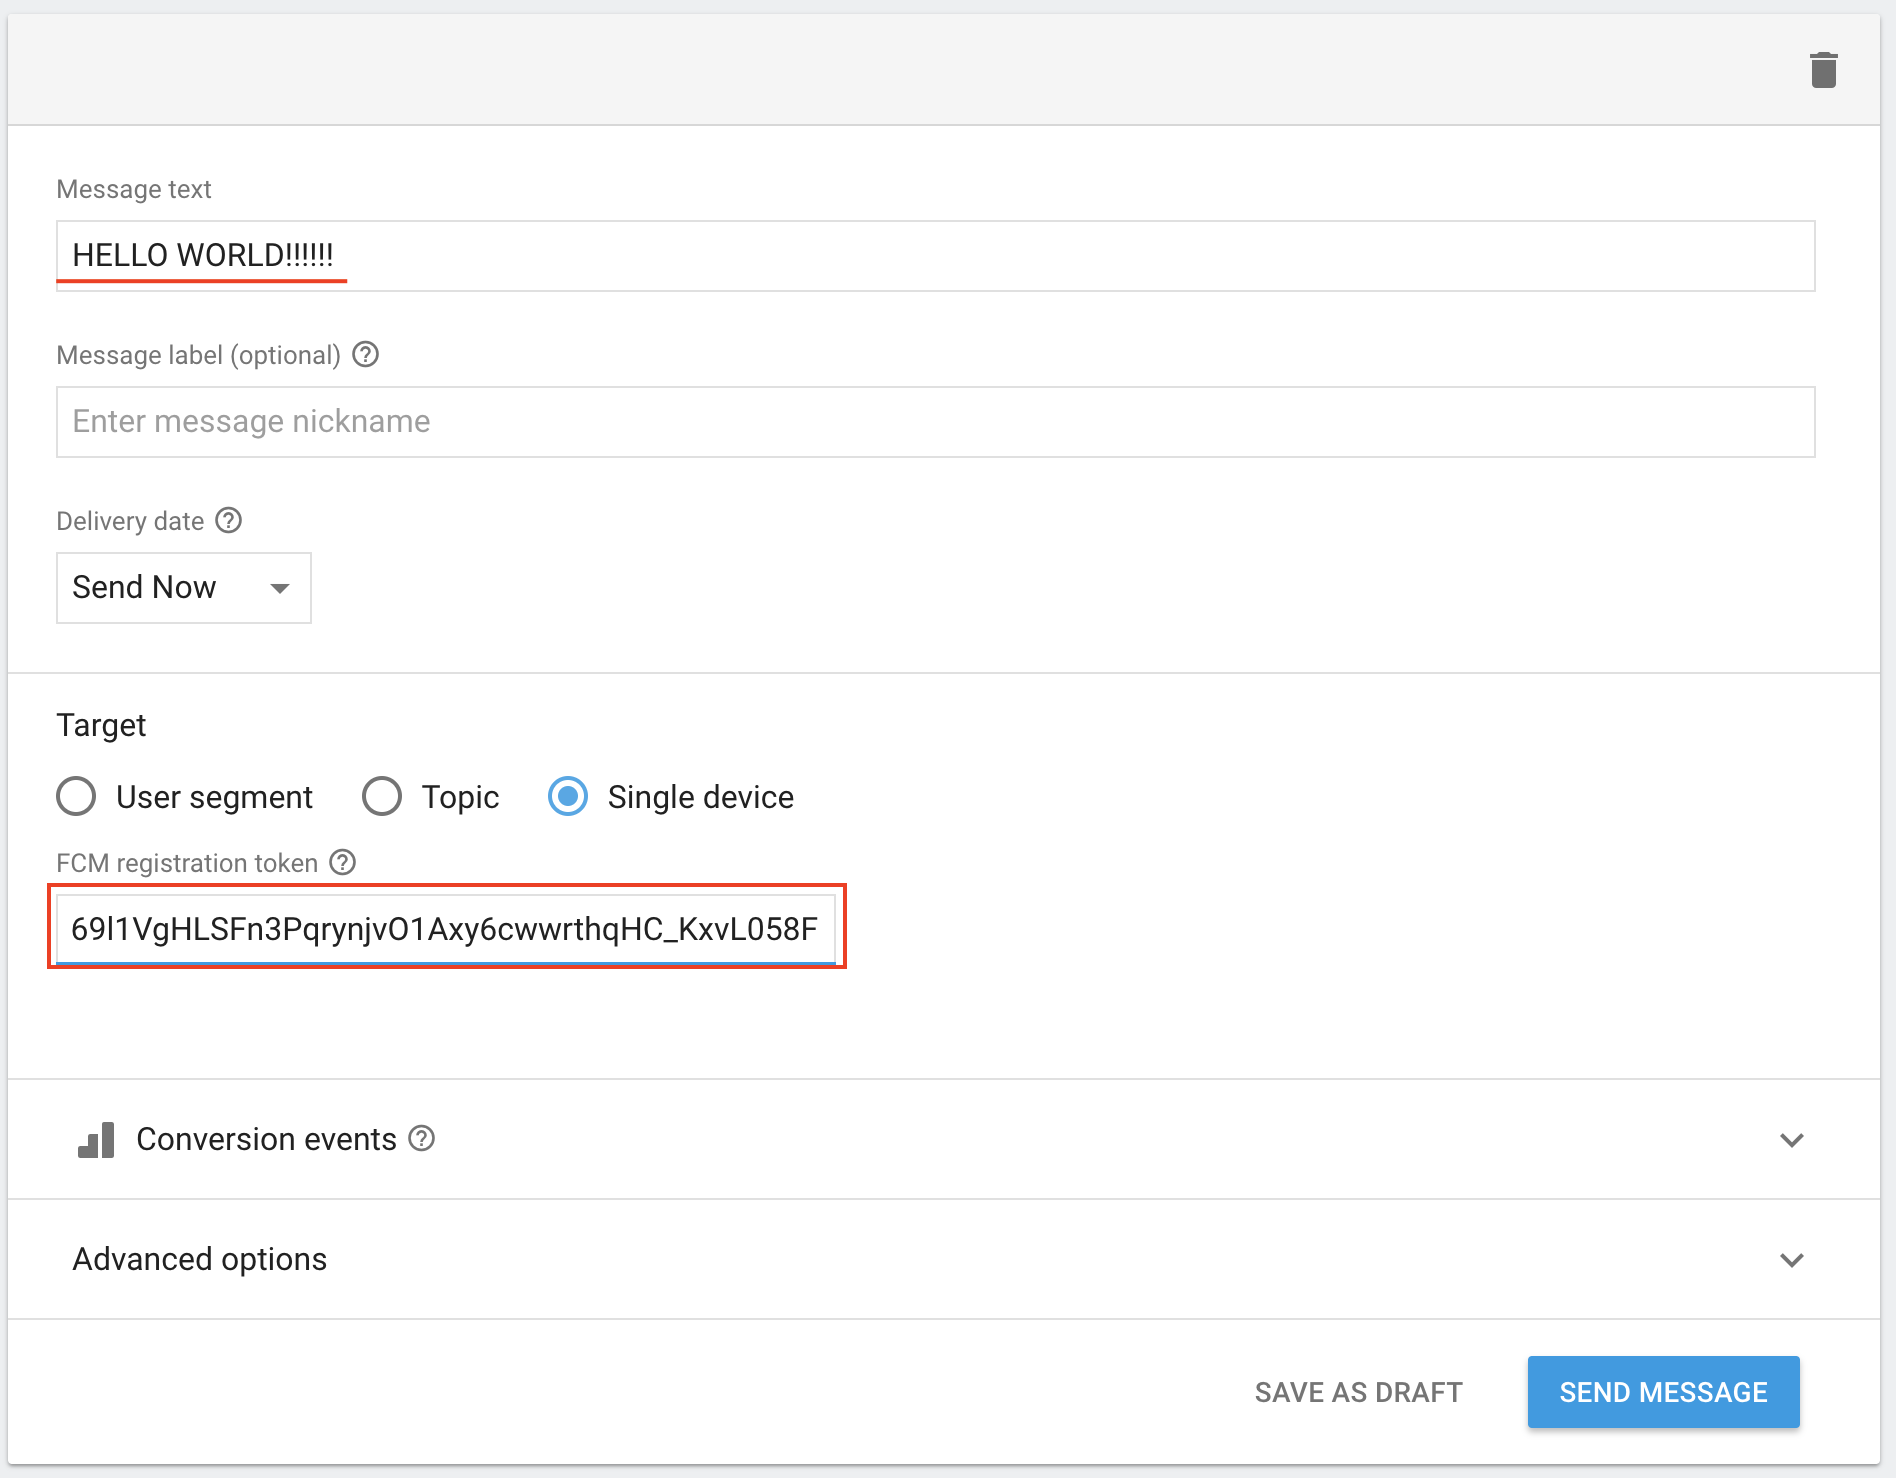 Message text
HELLO WORLD!!!!!!
Message label (optional)
Enter message nickname
Delivery date
Send Now
Target
User segment Topic Single device
FCM registration token
69l1VgHLSFn3PqrynjvO1Axy6cwwrthqHC_KxvL058F
Conversion events
Advanced options
SAVE AS DRAFT SEND MESSAGE